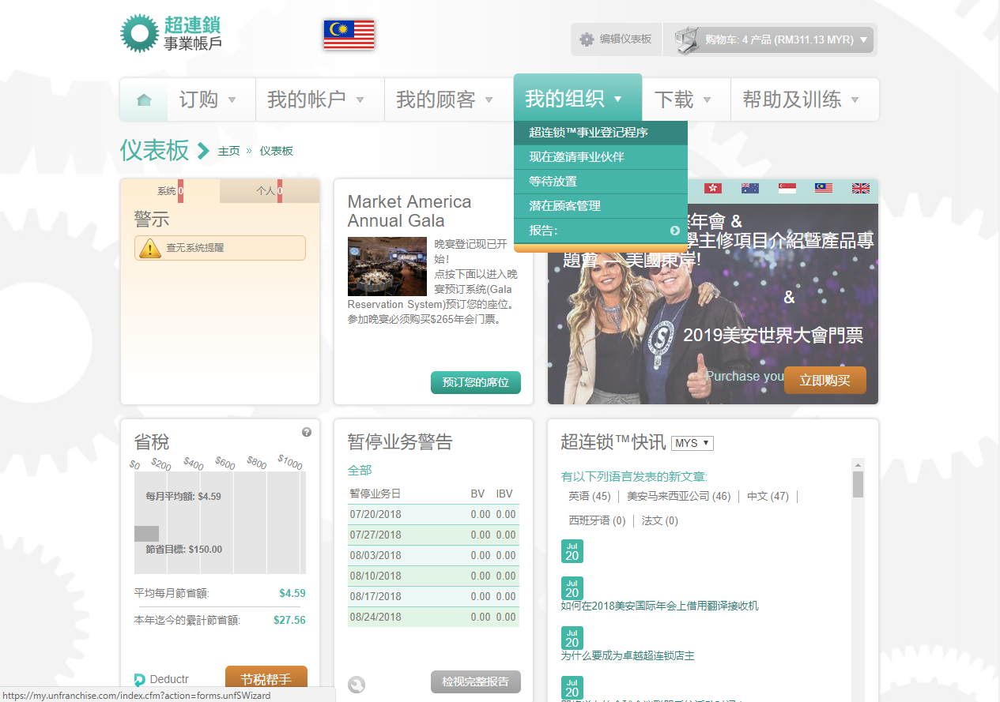 超連鎖
事業帳戶
编辑仪表板
购物车: 4 产品 (RM311.13 MYR)
订购
我的帐户
我的顾客
我的组织
下载
帮助及训练
超连锁™事业登记程序
现在邀请事业伙伴
等待放置
潜在顾客管理
报告:
仪表板
主页 » 仪表板
系统 0
个人 0
警示
查无系统提醒
Market America
Annual Gala
晚宴登记现已开
始!
点按下面以进入晚
宴预订系统(Gala
Reservation System)预订您的座位。
参加晚宴必须购买$265年会门票。
预订您的席位
年會 &
學主修項目介紹暨產品專
題會 — 美國東岸!
&
2019美安世界大會門票
Purchase you
立即购买
省稅
$0 $200 $400 $600 $800 $1000
每月平均額: $4.59
節省目標: $150.00
平均每月節省額: $4.59
本年迄今的累計節省額: $27.56
Deductr
节税帮手
暂停业务警告
全部
暂停业务日 BV IBV
07/20/2018 0.00 0.00
07/27/2018 0.00 0.00
08/03/2018 0.00 0.00
08/10/2018 0.00 0.00
08/17/2018 0.00 0.00
08/24/2018 0.00 0.00
检视完整报告
超连锁™快讯 MYS
有以下列语言发表的新文章:
英语 (45) 美安马来西亚公司 (46) 中文 (47)
西班牙语 (0) 法文 (0)
Jul
20
Jul
20
如何在2018美安国际年会上借用翻译接收机
Jul
20
为什么要成为卓越超连锁店主
Jul
20
https://my.unfranchise.com/index.cfm?action=forms.unfSWizard